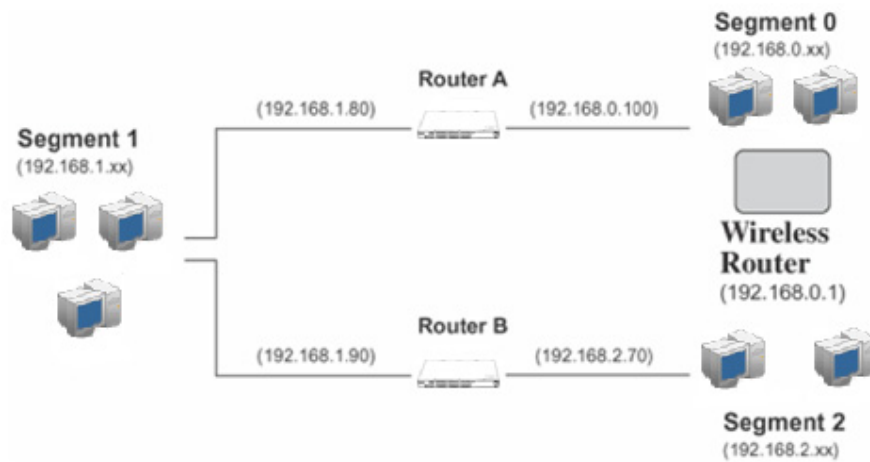 Segment 0
(192.168.0.xx)
Router A
(192.168.1.80)
(192.168.0.100)
Segment 1
(192.168.1.xx)
Wireless
Router
(192.168.0.1)
Router B
(192.168.1.90)
(192.168.2.70)
Segment 2
(192.168.2.xx)